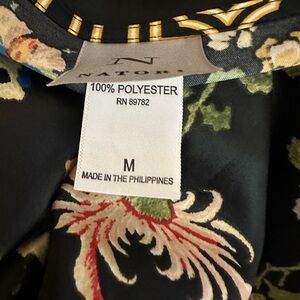 N
NATORI
100% POLYESTER
RN 89782
M
MADE IN THE PHILIPPINES